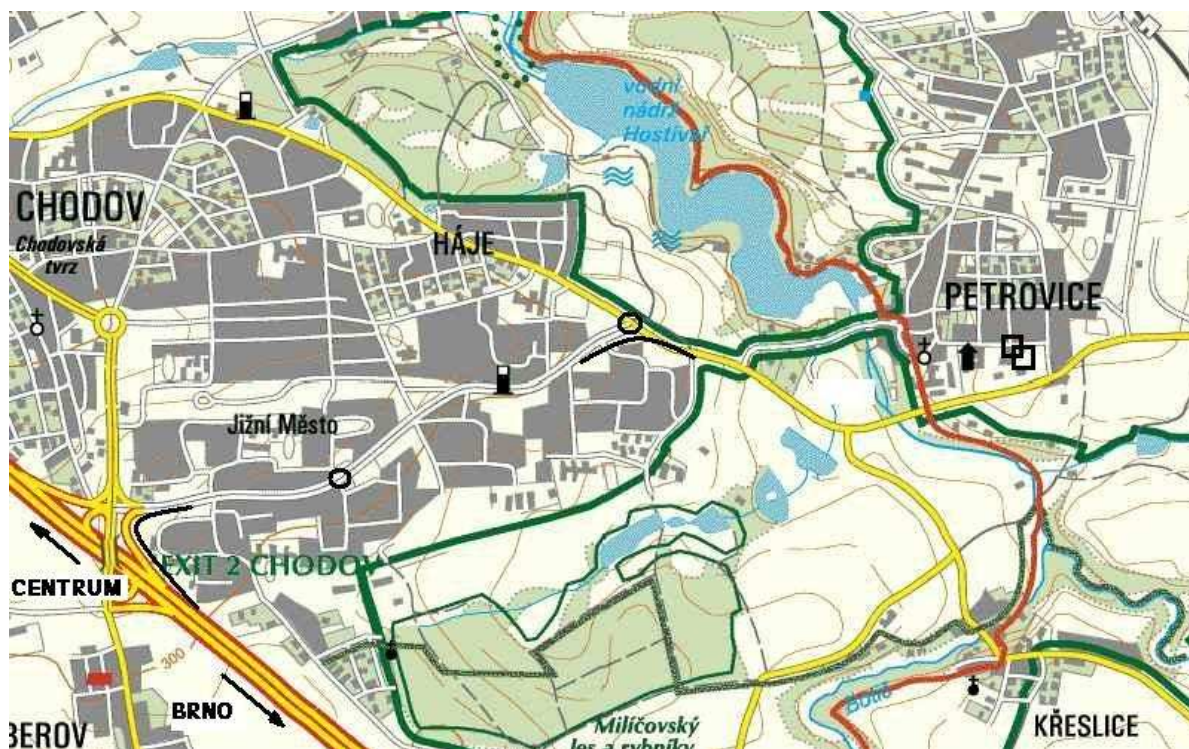 vodní
nádrž
Hostivař
CHODOV
Chodovská
tvrz
HÁJE
PETROVICE
Jižní Město
EXIT 2 CHODOV
CENTRUM
300
BRNO
BEROV
Botič
Milíčovský
les a rybníky
KŘESLICE